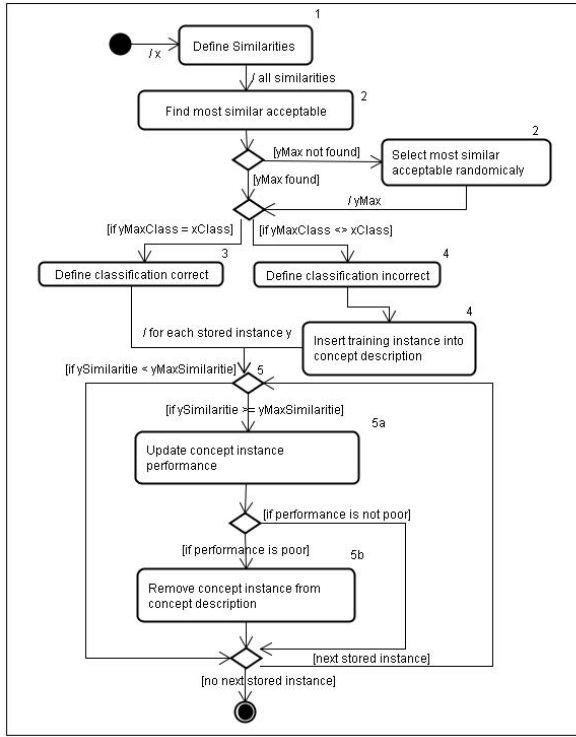 1
Define Similarities
/ x
/ all similarities
2
Find most similar acceptable
2
[yMax not found]
Select most similar
acceptable randomicaly
[yMax found]
/ yMax
[if yMaxClass = xClass]
[if yMaxClass <> xClass]
3
Define classification correct
4
Define classification incorrect
4
/ for each stored instance y
Insert training instance into
concept description
[if ySimilaritie < yMaxSimilaritie]
5
[if ySimilaritie >= yMaxSimilaritie]
5a
Update concept instance
performance
[if performance is not poor]
[if performance is poor]
5b
Remove concept instance from
concept description
[next stored instance]
[no next stored instance]